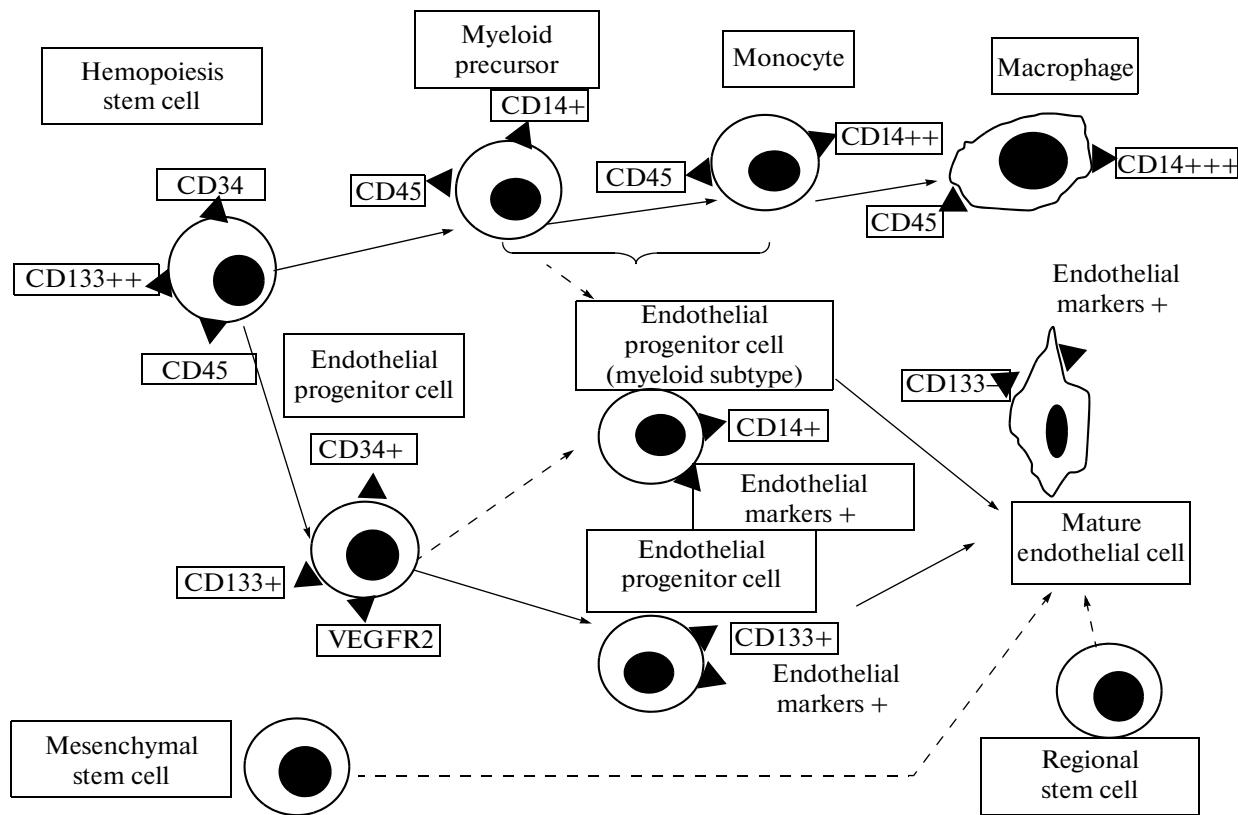 Hemopoiesis
stem cell
Myeloid
precursor
Monocyte
Macrophage
CD34
CD133++
CD45
CD14+
CD45
CD14++
CD45
CD14+++
CD45
Endothelial
progenitor cell
CD34+
CD133+
VEGFR2
Endothelial
progenitor cell
(myeloid subtype)
CD14+
Endothelial
markers +
Endothelial
progenitor cell
CD133+
Endothelial
markers +
Endothelial
markers +
CD133–
Mature
endothelial cell
Mesenchymal
stem cell
Regional
stem cell